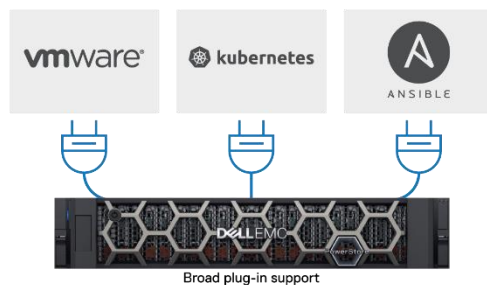 vmware®
kubernetes
ANSIBLE
DELLEMC
Broad plug-in support